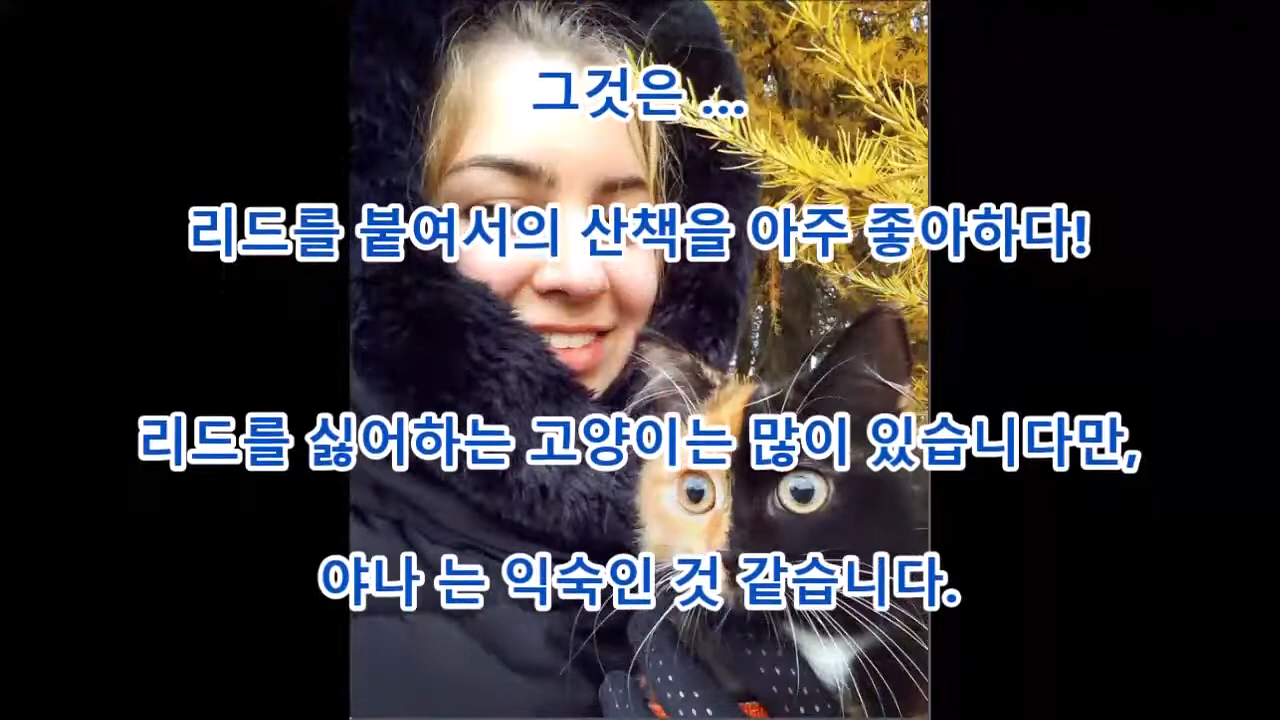 그것은 ...
리드를 붙여서의 산책을 아주 좋아하다!
리드를 싫어하는 고양이는 많이 있습니다만,
야나 는 익숙인 것 같습니다.